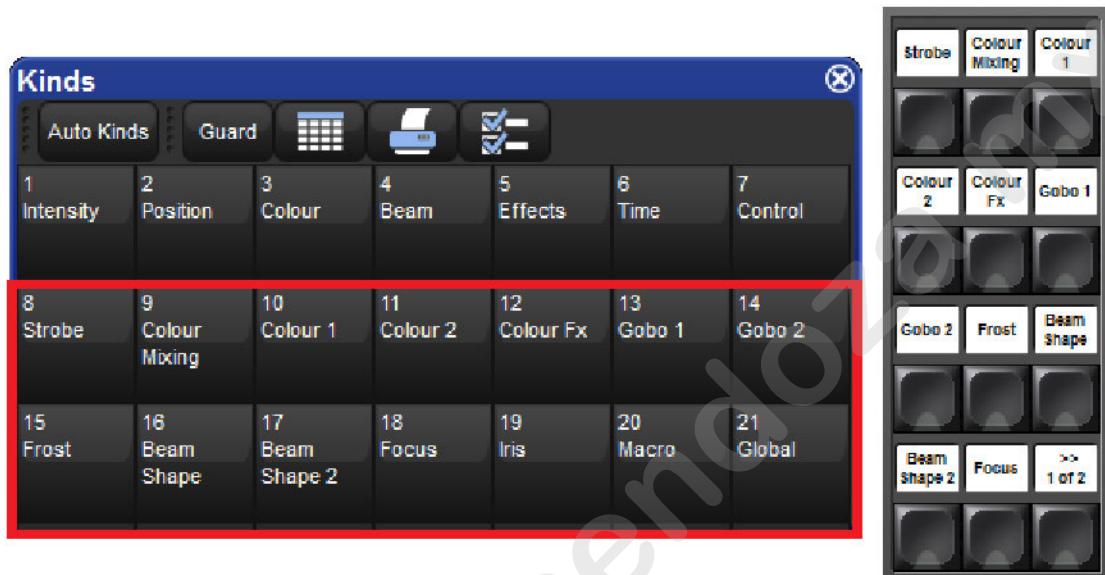 Kinds
Auto Kinds Guard
1 2 3 4 5 6 7
Intensity Position Colour Beam Effects Time Control
8 9 10 11 12 13 14
Strobe Colour Mixing Colour 1 Colour 2 Colour Fx Gobo 1 Gobo 2
15 16 17 18 19 20 21
Frost Beam Shape Beam Shape 2 Focus Iris Macro Global
Strobe Colour Mixing Colour 1
Colour 2 Colour Fx Gobo 1
Gobo 2 Frost Beam Shape
Beam Shape 2 Focus >> 1 of 2